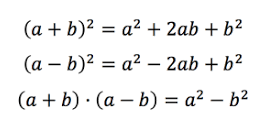 (a + b)² = a² + 2ab + b²
(a − b)² = a² − 2ab + b²
(a + b) · (a − b) = a² − b²